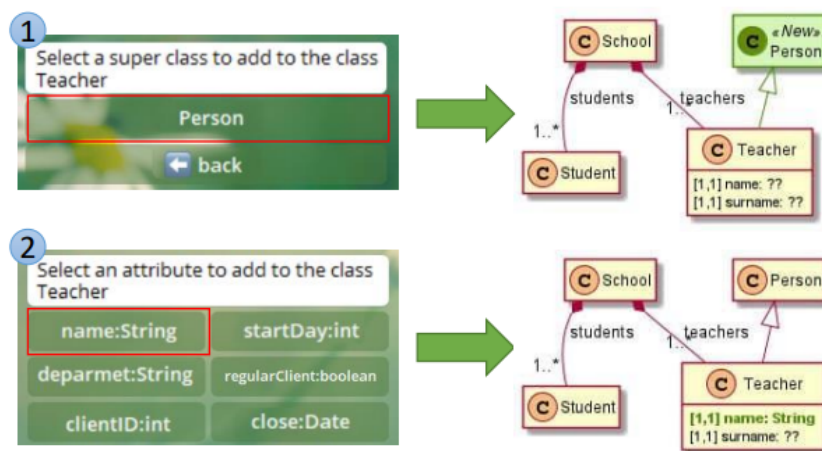 1
Select a super class to add to the class
Teacher
Person
back
C School
C «New»
Person
students
teachers
1..*
1..*
C Student
C Teacher
[1,1] name: ??
[1,1] surname: ??
2
Select an attribute to add to the class
Teacher
name:String
startDay:int
deparmet:String
regularClient:boolean
clientID:int
close:Date
C School
C Person
students
teachers
1..*
1..*
C Student
C Teacher
[1,1] name: String
[1,1] surname: ??